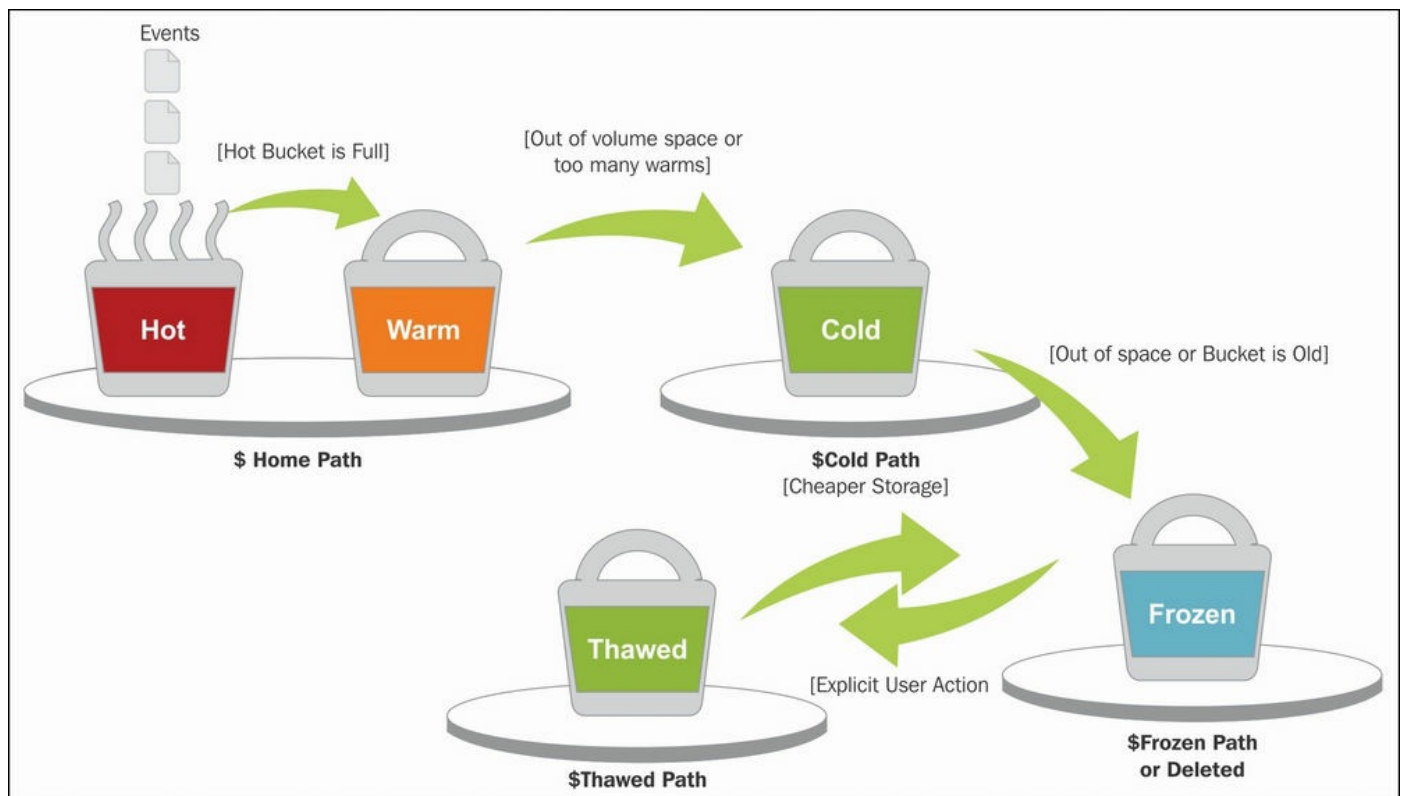 Events
[Hot Bucket is Full]
[Out of volume space or
too many warms]
Hot
Warm
Cold
[Out of space or Bucket is Old]
$ Home Path
$Cold Path
[Cheaper Storage]
Thawed
Frozen
[Explicit User Action
$Thawed Path
$Frozen Path
or Deleted